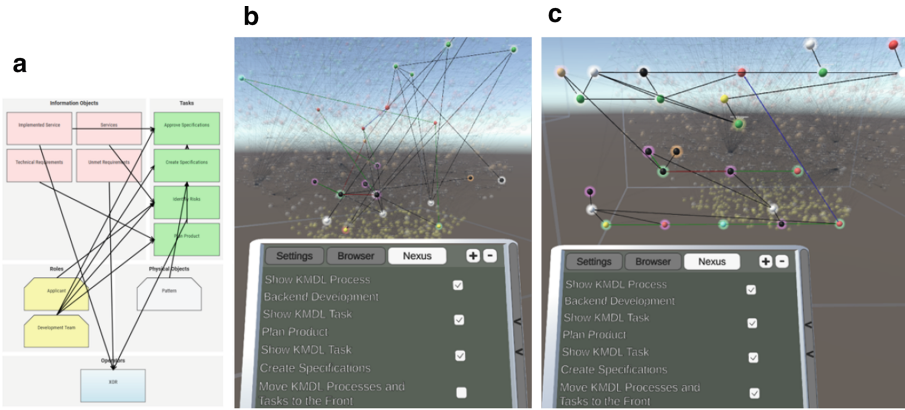 a
b
c
Information Objects
Tasks
Implemented Service
Services
Approve Specifications
Technical Requirements
Unmet Requirements
Create Specifications
Identify Risks
Plan Product
Roles
Physical Objects
Applicant
Pattern
Development Team
Operators
Settings
Browser
Nexus
+
-
Show KMDL Process
Backend Development
Show KMDL Task
Plan Product
Show KMDL Task
Create Specifications
Move KMDL Processes and
Tasks to the Front
Settings
Browser
Nexus
+
-
Show KMDL Process
Backend Development
Show KMDL Task
Plan Product
Show KMDL Task
Create Specifications
Move KMDL Processes and
Tasks to the Front